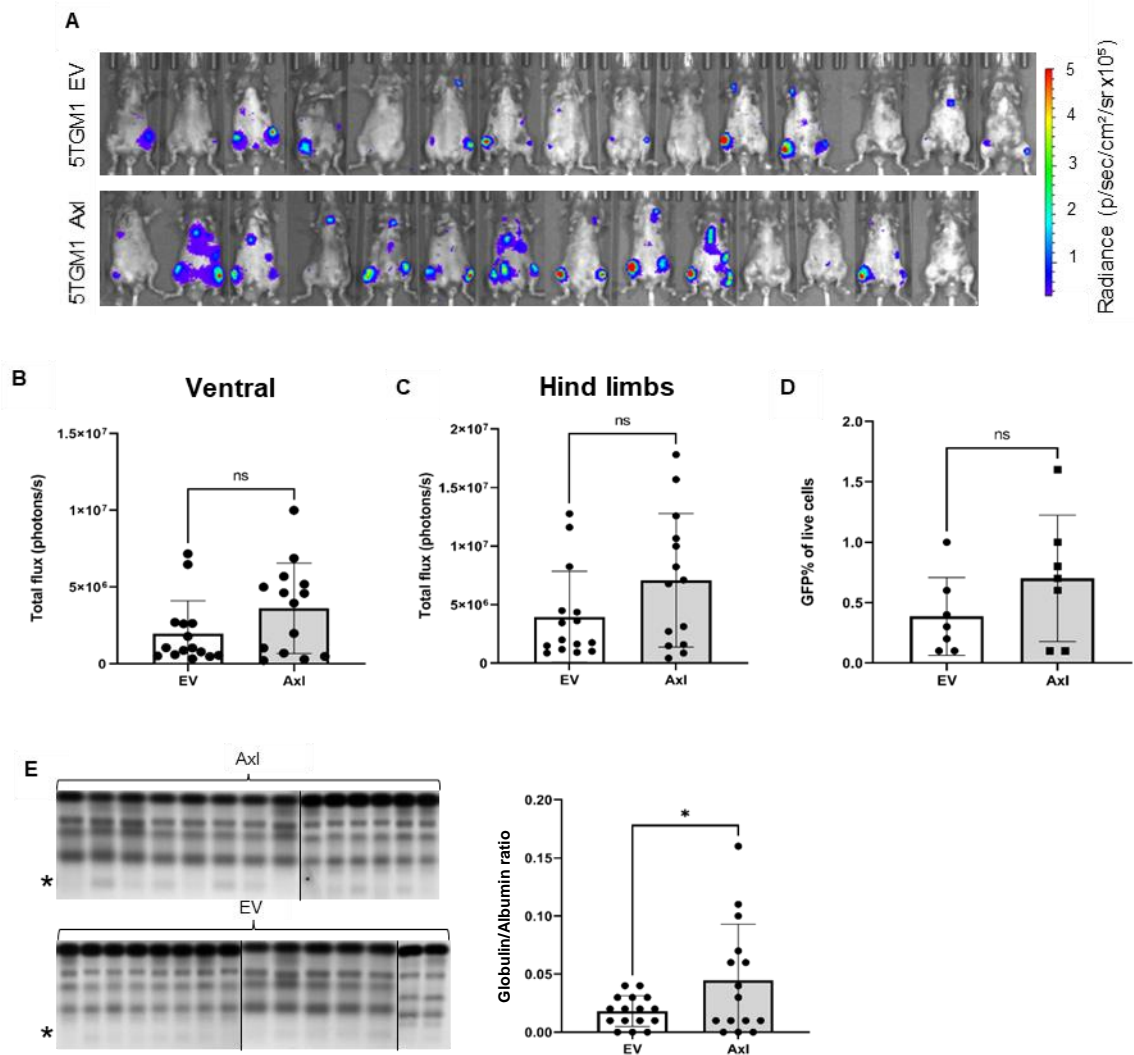 A
5TGM1 EV
5TGM1 Axl
5
4
3
2
1
Radiance (p/sec/cm²/sr x10⁵)
B
Ventral
Total flux (photons/s)
1.5×10⁷
1×10⁷
5×10⁶
0
ns
EV
Axl
C
Hind limbs
Total flux (photons/s)
2×10⁷
1.5×10⁷
1×10⁷
5×10⁶
0
ns
EV
Axl
D
GFP% of live cells
2.0
1.5
1.0
0.5
0.0
ns
EV
Axl
E
Axl
*
EV
*
Globulin/Albumin ratio
0.20
0.15
0.10
0.05
0.00
*
EV
Axl